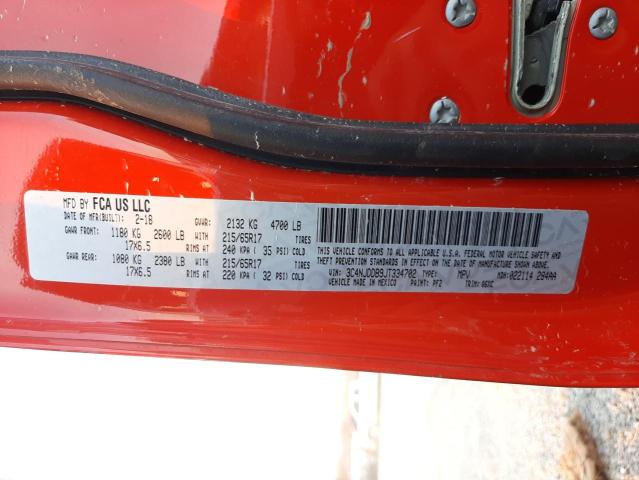 MFD BY FCA US LLC
DATE OF MFR(BUILT): 2-18 GVWR: 2132 KG 4700 LB
GAWR FRONT: 1180 KG 2600 LB WITH 215/65R17 TIRES
17X6.5 RIMS AT 240 KPA ( 35 PSI) COLD
GAWR REAR: 1080 KG 2380 LB WITH 215/65R17 TIRES
17X6.5 RIMS AT 220 KPA ( 32 PSI) COLD
THIS VEHICLE CONFORMS TO ALL APPLICABLE U.S.A. FEDERAL MOTOR VEHICLE SAFETY AND
THEFT PREVENTION STANDARDS IN EFFECT ON THE DATE OF MANUFACTURE SHOWN ABOVE.
VIN: 3C4NJDDB9JT334702 TYPE: MPV MDH: 022114 294AA
VEHICLE MADE IN MEXICO PAINT: PF2 TRIM: